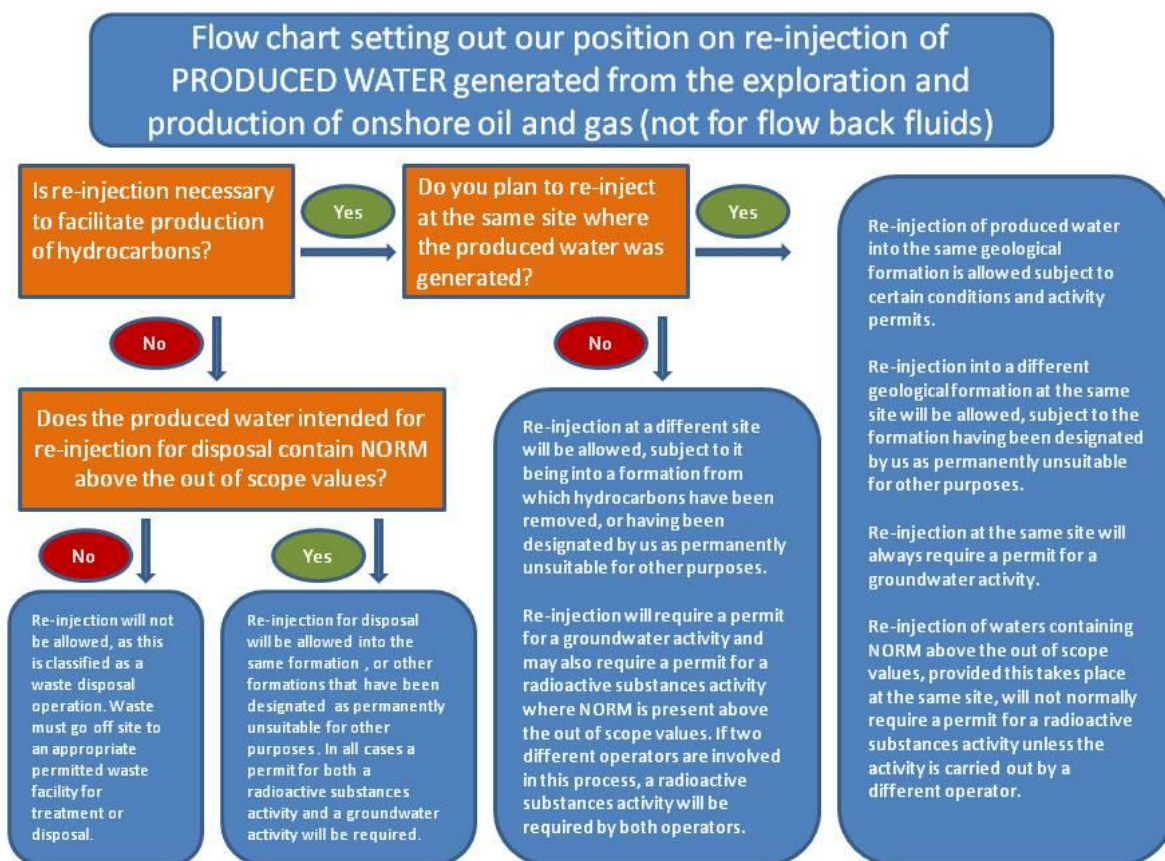 Flow chart setting out our position on re-injection of
PRODUCED WATER generated from the exploration and
production of onshore oil and gas (not for flow back fluids)
Is re-injection necessary
to facilitate production
of hydrocarbons?
Yes
Do you plan to re-inject
at the same site where
the produced water was
generated?
Yes
Re-injection of produced water
into the same geological
formation is allowed subject to
certain conditions and activity
permits.
Re-injection into a different
geological formation at the same
site will be allowed, subject to the
formation having been designated
by us as permanently unsuitable
for other purposes.
Re-injection at the same site will
always require a permit for a
groundwater activity.
Re-injection of waters containing
NORM above the out of scope
values, provided this takes place
at the same site, will not normally
require a permit for a radioactive
substances activity unless the
activity is carried out by a
different operator.
No
No
Does the produced water intended for
re-injection for disposal contain NORM
above the out of scope values?
Re-injection at a different site
will be allowed, subject to it
being into a formation from
which hydrocarbons have been
removed, or having been
designated by us as permanently
unsuitable for other purposes.
Re-injection will require a permit
for a groundwater activity and
may also require a permit for a
radioactive substances activity
where NORM is present above
the out of scope values. If two
different operators are involved
in this process, a radioactive
substances activity will be
required by both operators.
No
Yes
Re-injection will not
be allowed, as this
is classified as a
waste disposal
operation. Waste
must go off site to
an appropriate
permitted waste
facility for
treatment or
disposal.
Re-injection for disposal
will be allowed into the
same formation , or other
formations that have been
designated as permanently
unsuitable for other
purposes. In all cases a
permit for both a
radioactive substances
activity and a groundwater
activity will be required.